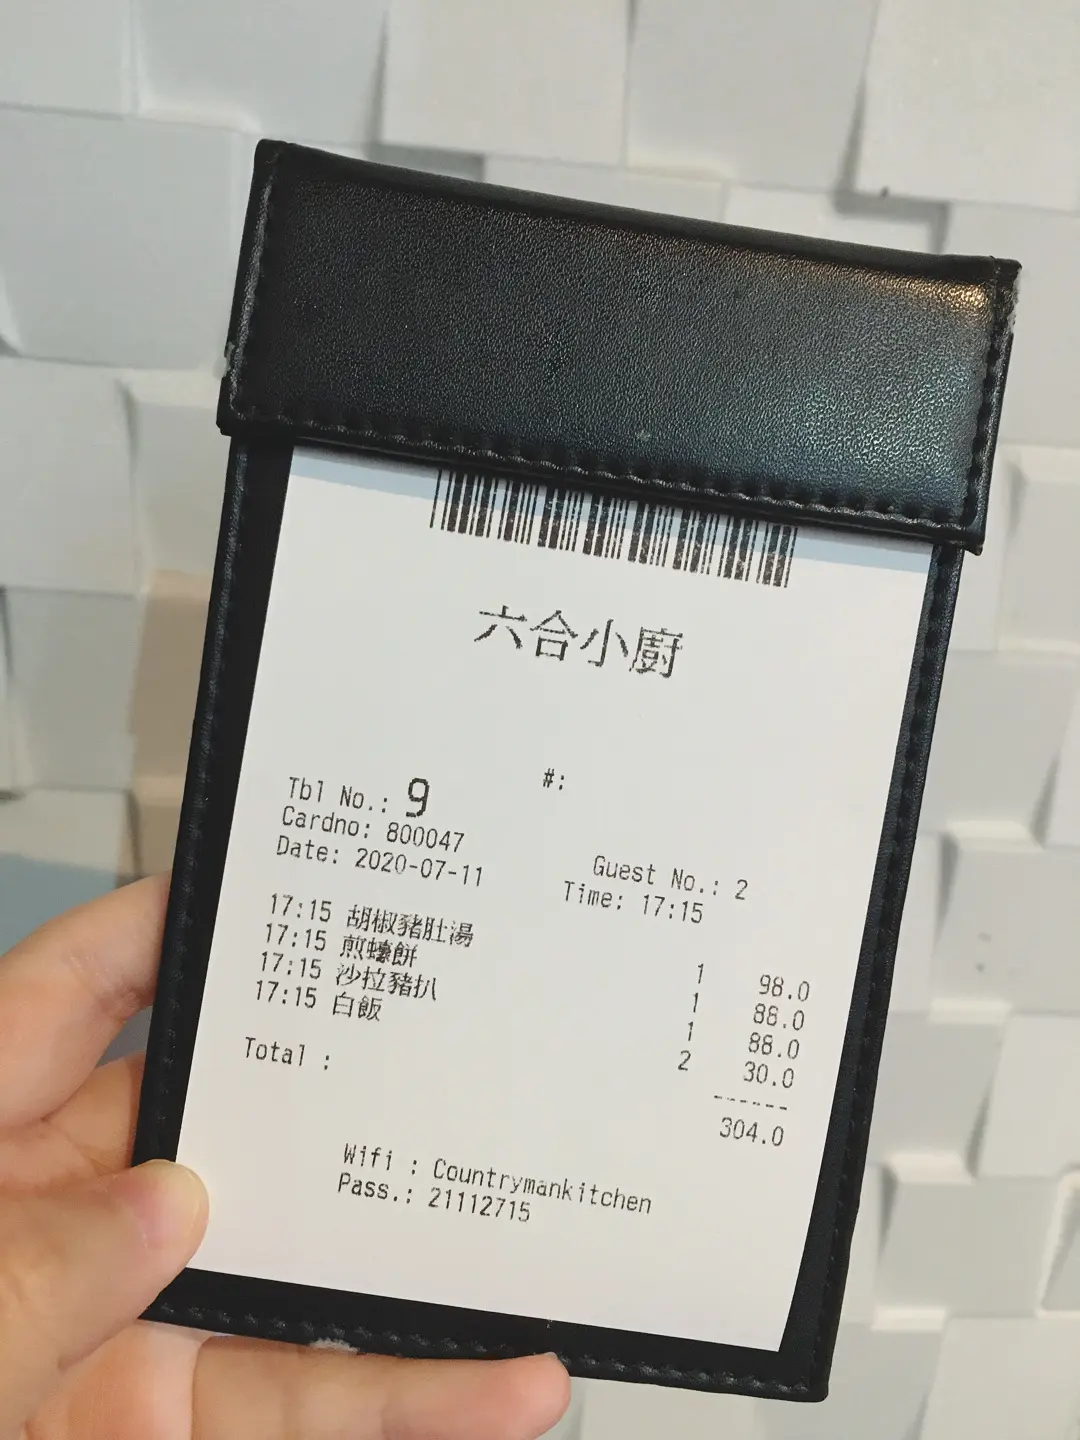 六合小廚
#:
Tbl No.: 9
Cardno: 800047
Guest No.: 2
Date: 2020-07-11
Time: 17:15
17:15 胡椒豬肚湯 1 98.0
17:15 煎蠔餅 1 88.0
17:15 沙拉豬扒 1 88.0
17:15 白飯 2 30.0
------
Total : 304.0
Wifi : Countrymankitchen
Pass.: 21112715